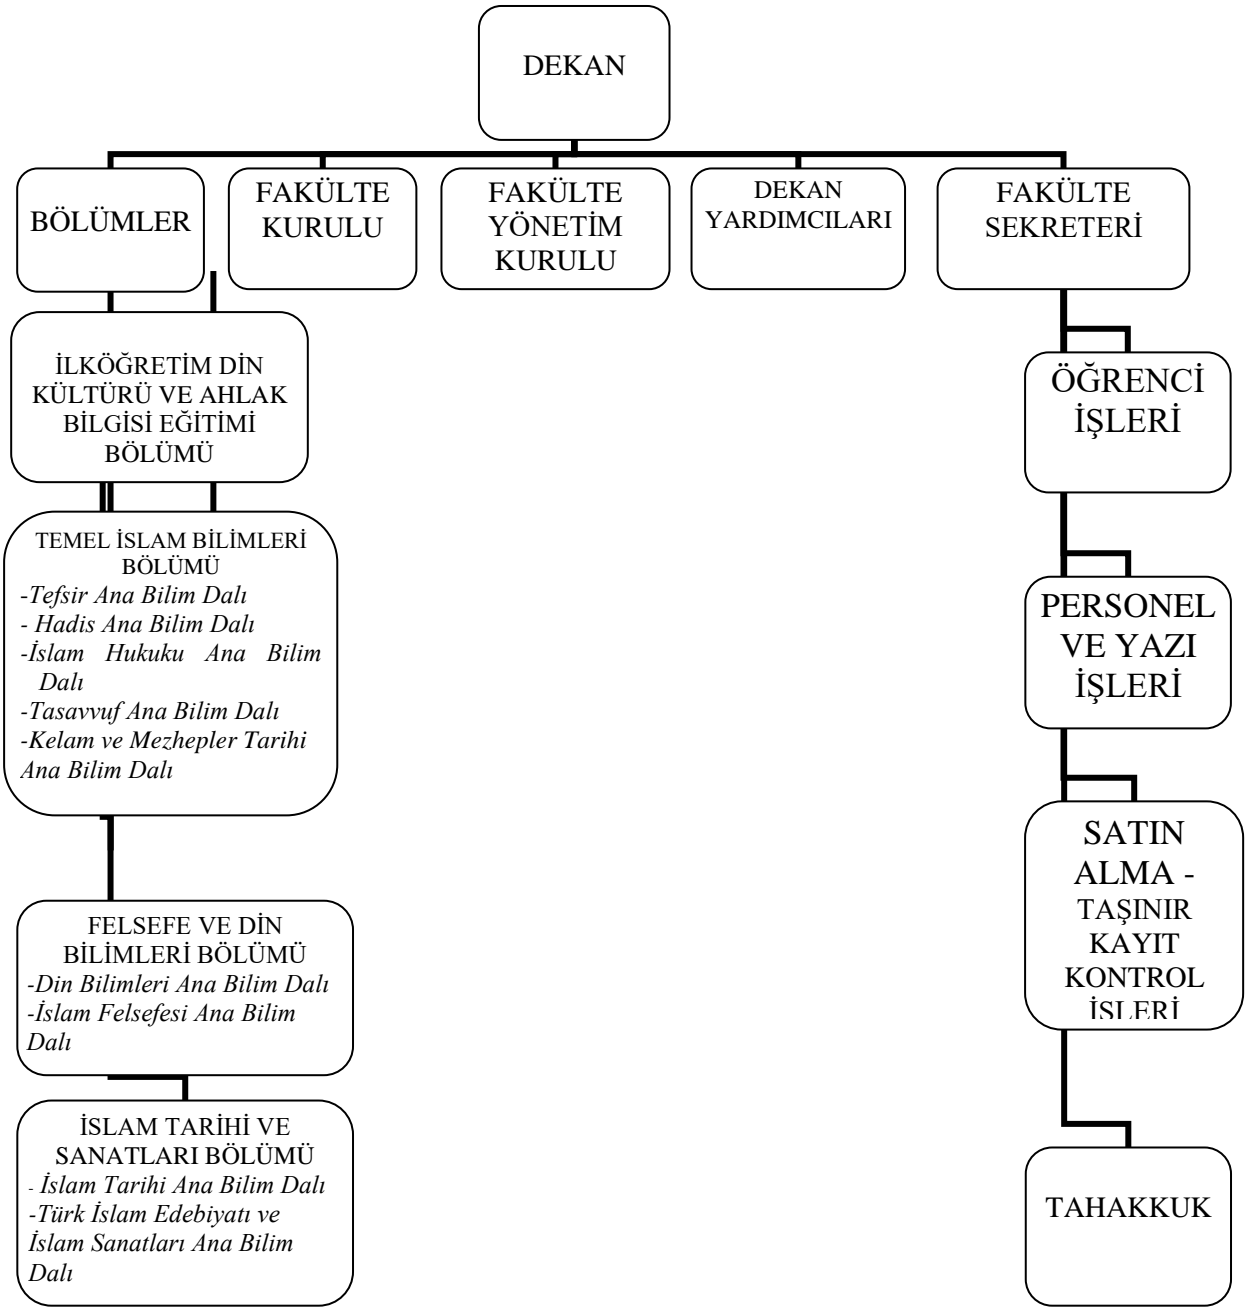 DEKAN
BÖLÜMLER
FAKÜLTE
KURULU
FAKÜLTE
YÖNETİM
KURULU
DEKAN
YARDIMCILARI
FAKÜLTE
SEKRETERİ
İLKÖĞRETİM DİN
KÜLTÜRÜ VE AHLAK
BİLGİSİ EĞİTİMİ
BÖLÜMÜ
TEMEL İSLAM BİLİMLERİ
BÖLÜMÜ
-Tefsir Ana Bilim Dalı
- Hadis Ana Bilim Dalı
-İslam Hukuku Ana Bilim
Dalı
-Tasavvuf Ana Bilim Dalı
-Kelam ve Mezhepler Tarihi
Ana Bilim Dalı
FELSEFE VE DİN
BİLİMLERİ BÖLÜMÜ
-Din Bilimleri Ana Bilim Dalı
-İslam Felsefesi Ana Bilim
Dalı
İSLAM TARİHİ VE
SANATLARI BÖLÜMÜ
- İslam Tarihi Ana Bilim Dalı
-Türk İslam Edebiyatı ve
İslam Sanatları Ana Bilim
Dalı
ÖĞRENCİ
İŞLERİ
PERSONEL
VE YAZI
İŞLERİ
SATIN
ALMA -
TAŞINIR
KAYIT
KONTROL
İŞLERİ
TAHAKKUK